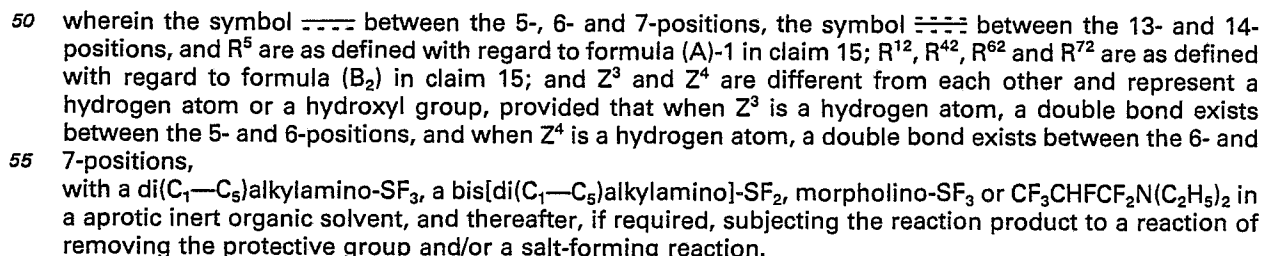 50 wherein the symbol ---- between the 5-, 6- and 7-positions, the symbol ==== between the 13- and 14-
positions, and R⁵ are as defined with regard to formula (A)-1 in claim 15; R¹², R⁴², R⁶² and R⁷² are as defined
with regard to formula (B₂) in claim 15; and Z³ and Z⁴ are different from each other and represent a
hydrogen atom or a hydroxyl group, provided that when Z³ is a hydrogen atom, a double bond exists
between the 5- and 6-positions, and when Z⁴ is a hydrogen atom, a double bond exists between the 6- and
55 7-positions,
with a di(C₁—C₅)alkylamino-SF₃, a bis[di(C₁—C₅)alkylamino]-SF₂, morpholino-SF₃ or CF₃CHFCF₂N(C₂H₅)₂ in
a aprotic inert organic solvent, and thereafter, if required, subjecting the reaction product to a reaction of
removing the protective group and/or a salt-forming reaction.